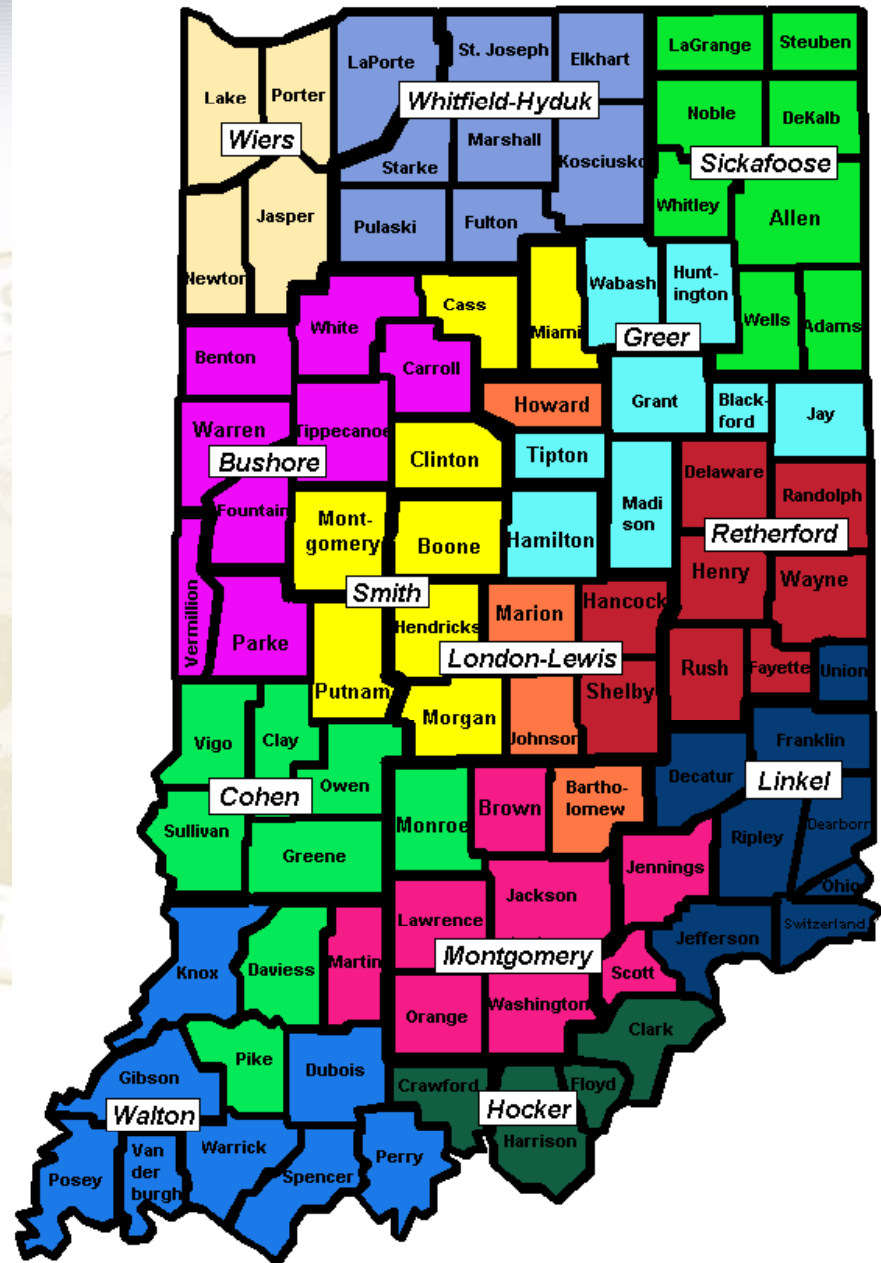 St. Joseph
LaPorte
Elkhart
LaGrange
Steuben
Lake
Porter
Whitfield-Hyduk
Noble
DeKalb
Wiers
Marshall
Starke
Kosciusko
Sickafoose
Whitley
Allen
Jasper
Pulaski
Fulton
Newton
Wabash
Hunt-
ington
Cass
White
Miami
Wells
Adams
Greer
Benton
Carroll
Howard
Grant
Black-
ford
Jay
Warren
Tippecanoe
Clinton
Tipton
Bushore
Delaware
Randolph
Fountain
Mont-
gomery
Boone
Hamilton
Madi
son
Retherford
Henry
Wayne
Smith
Vermillion
Parke
Hendricks
Marion
Hancock
London-Lewis
Rush
Fayette
Union
Putnam
Morgan
Shelby
Johnson
Vigo
Clay
Franklin
Owen
Decatur
Linkel
Cohen
Brown
Bartho-
lomew
Sullivan
Monroe
Ripley
Dearborn
Greene
Jennings
Ohio
Jackson
Lawrence
Switzerland
Jefferson
Knox
Daviess
Martin
Montgomery
Scott
Orange
Washington
Clark
Pike
Dubois
Gibson
Crawford
Floyd
Walton
Hocker
Harrison
Posey
Van
der
burgh
Warrick
Spencer
Perry